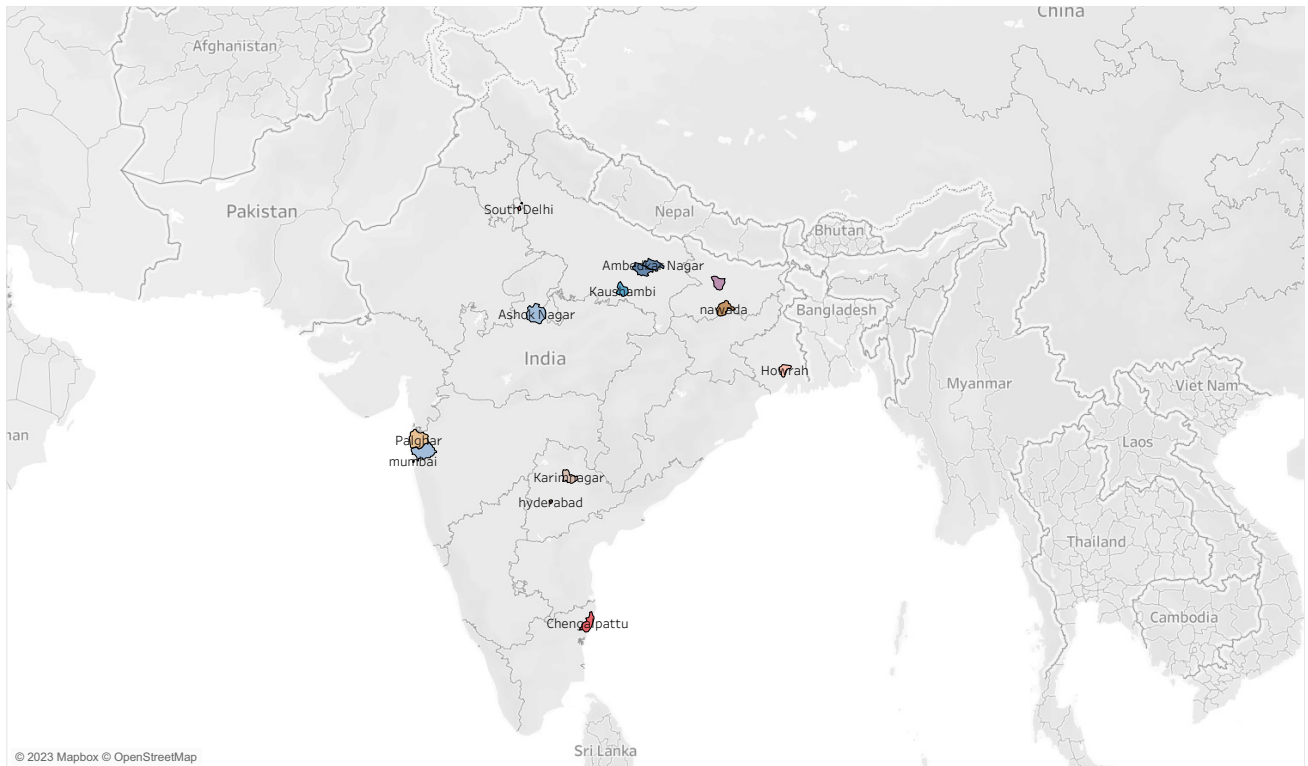 China
Afghanistan
Pakistan
South Delhi
Nepal
Bhutan
Ambedkar Nagar
Kaushambi
nawada
Bangladesh
Ashok Nagar
India
Howrah
Myanmar
Viet Nam
man
Laos
Palghar
mumbai
Karimnagar
hyderabad
Thailand
Cambodia
Chengalpattu
Sri Lanka
© 2023 Mapbox © OpenStreetMap